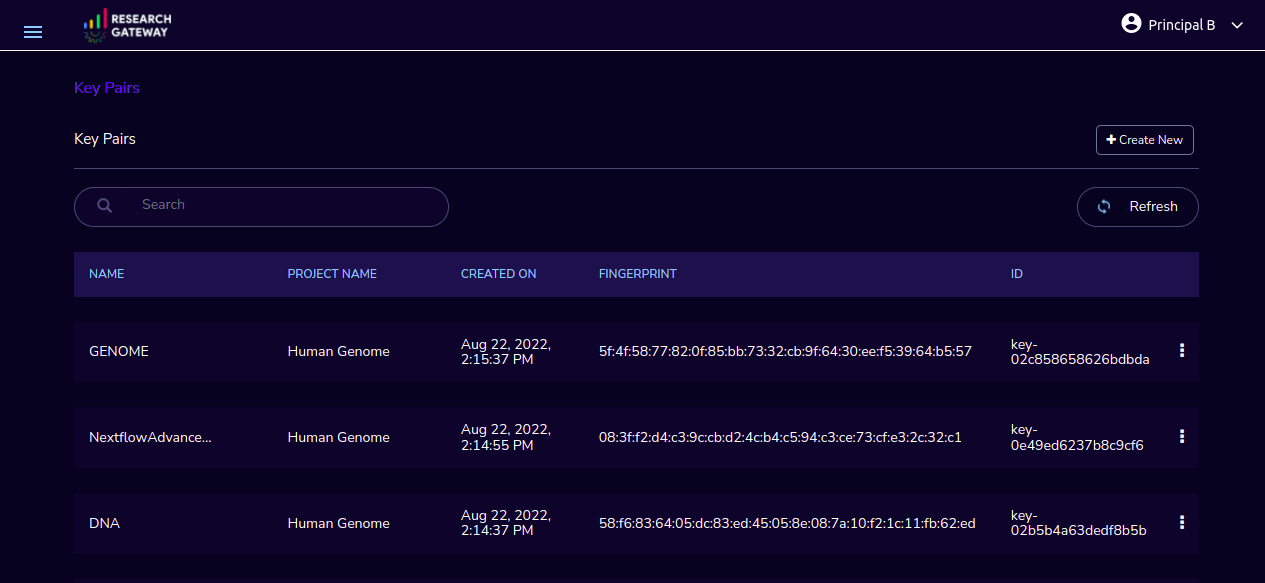 RESEARCH
GATEWAY
Principal B
Key Pairs
Key Pairs
+ Create New
Search
Refresh
NAME PROJECT NAME CREATED ON FINGERPRINT ID
GENOME Human Genome Aug 22, 2022, 5f:4f:58:77:82:0f:85:bb:73:32:cb:9f:64:30:ee:f5:39:64:b5:57 key-
2:15:37 PM 02c858658626bdbda
NextflowAdvance... Human Genome Aug 22, 2022, 08:3f:f2:d4:c3:9c:cb:d2:4c:b4:c5:94:c3:ce:73:cf:e3:2c:32:c1 key-
2:14:55 PM 0e49ed6237b8c9cf6
DNA Human Genome Aug 22, 2022, 58:f6:83:64:05:dc:83:ed:45:05:8e:08:7a:10:f2:1c:11:fb:62:ed key-
2:14:37 PM 02b5b4a63dedf8b5b